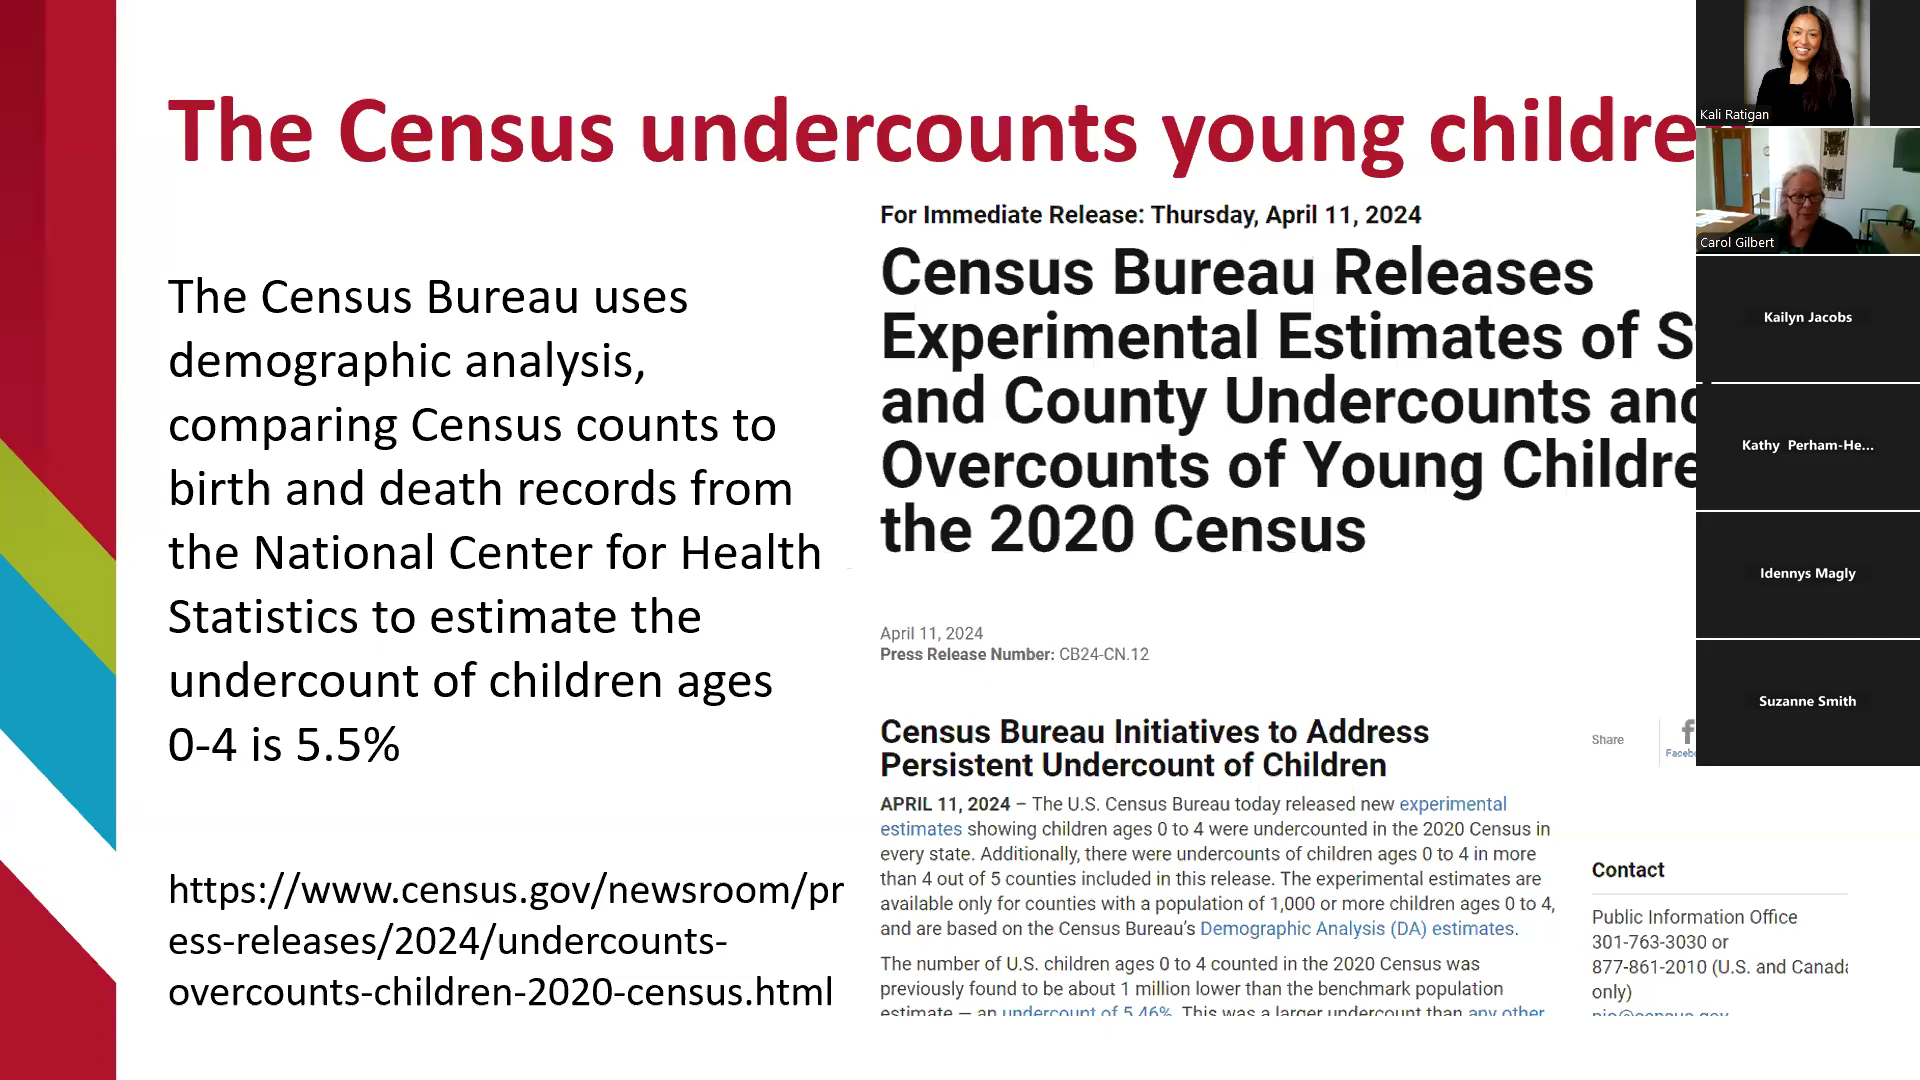 The Census undercounts young childre
The Census Bureau uses
demographic analysis,
comparing Census counts to
birth and death records from
the National Center for Health
Statistics to estimate the
undercount of children ages
0-4 is 5.5%
https://www.census.gov/newsroom/pr
ess-releases/2024/undercounts-
overcounts-children-2020-census.html
For Immediate Release: Thursday, April 11, 2024
Census Bureau Releases
Experimental Estimates of S
and County Undercounts and
Overcounts of Young Childre
the 2020 Census
April 11, 2024
Press Release Number: CB24-CN.12
Census Bureau Initiatives to Address
Persistent Undercount of Children
APRIL 11, 2024 – The U.S. Census Bureau today released new experimental
estimates showing children ages 0 to 4 were undercounted in the 2020 Census in
every state. Additionally, there were undercounts of children ages 0 to 4 in more
than 4 out of 5 counties included in this release. The experimental estimates are
available only for counties with a population of 1,000 or more children ages 0 to 4,
and are based on the Census Bureau's Demographic Analysis (DA) estimates.
The number of U.S. children ages 0 to 4 counted in the 2020 Census was
previously found to be about 1 million lower than the benchmark population
estimate — an undercount of 5.46%. This was a larger undercount than any other
Share
Faceb
Contact
Public Information Office
301-763-3030 or
877-861-2010 (U.S. and Canada
only)
pio@census.gov
Kali Ratigan
Carol Gilbert
Kailyn Jacobs
Kathy Perham-He...
Idennys Magly
Suzanne Smith